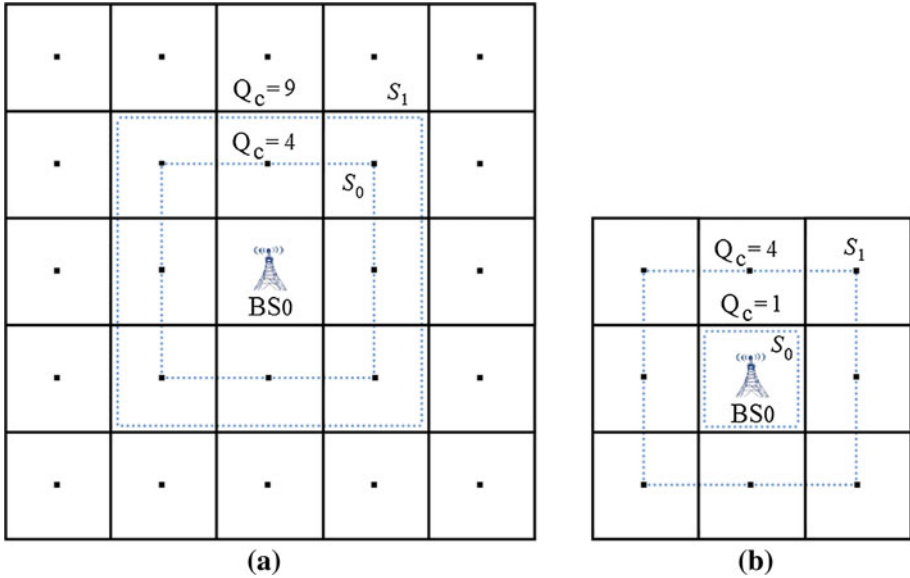 Q_c = 9
S_1
Q_c = 4
S_0
BS0
(a)
Q_c = 4
S_1
Q_c = 1
S_0
BS0
(b)